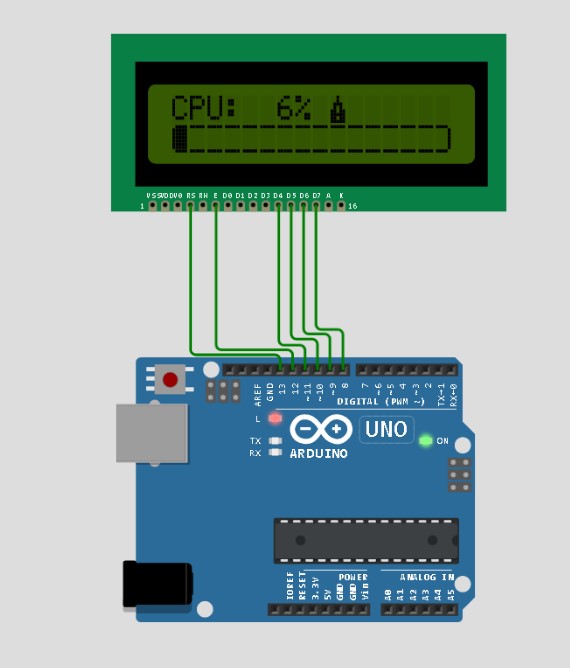 CPU: 6%
1 VSS VDD V0 RS RW E D0 D1 D2 D3 D4 D5 D6 D7 A K 16
AREF GND 13 12 ~11 ~10 ~9 8 7 ~6 ~5 4 ~3 2 TX→1 RX←0
DIGITAL (PWM ~)
L
UNO
TX ON
RX ARDUINO
POWER ANALOG IN
IOREF RESET 3.3V 5V GND GND Vin A0 A1 A2 A3 A4 A5